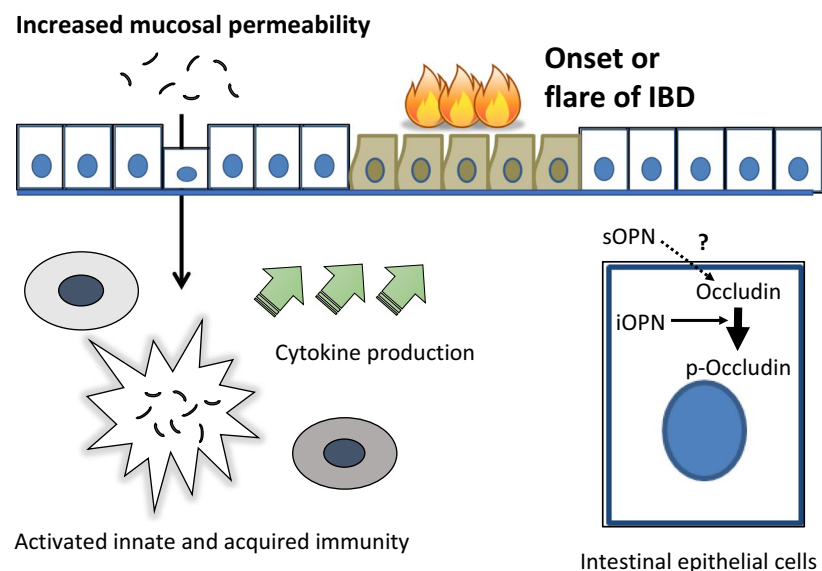 Increased mucosal permeability
Onset or
flare of IBD
sOPN
?
Occludin
iOPN
p-Occludin
Cytokine production
Activated innate and acquired immunity
Intestinal epithelial cells